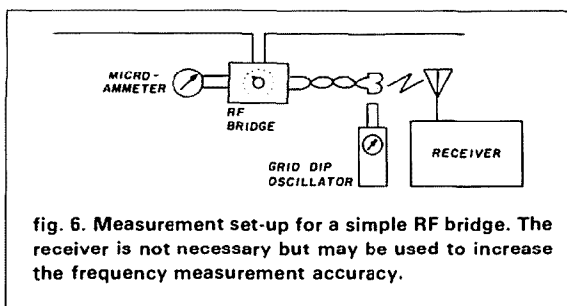 MICRO-
AMMETER
RF
BRIDGE
GRID DIP
OSCILLATOR
RECEIVER
fig. 6. Measurement set-up for a simple RF bridge. The
receiver is not necessary but may be used to increase
the frequency measurement accuracy.